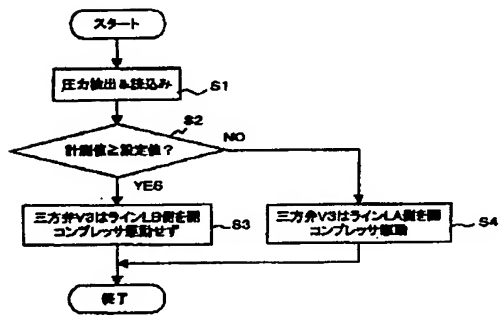 スタート
圧力検出&読込み
S1
S2
計測値≧設定値?
NO
YES
三方弁V3はラインLB側を開
コンプレッサ駆動せず
S3
三方弁V3はラインLA側を開
コンプレッサ駆動
S4
終了